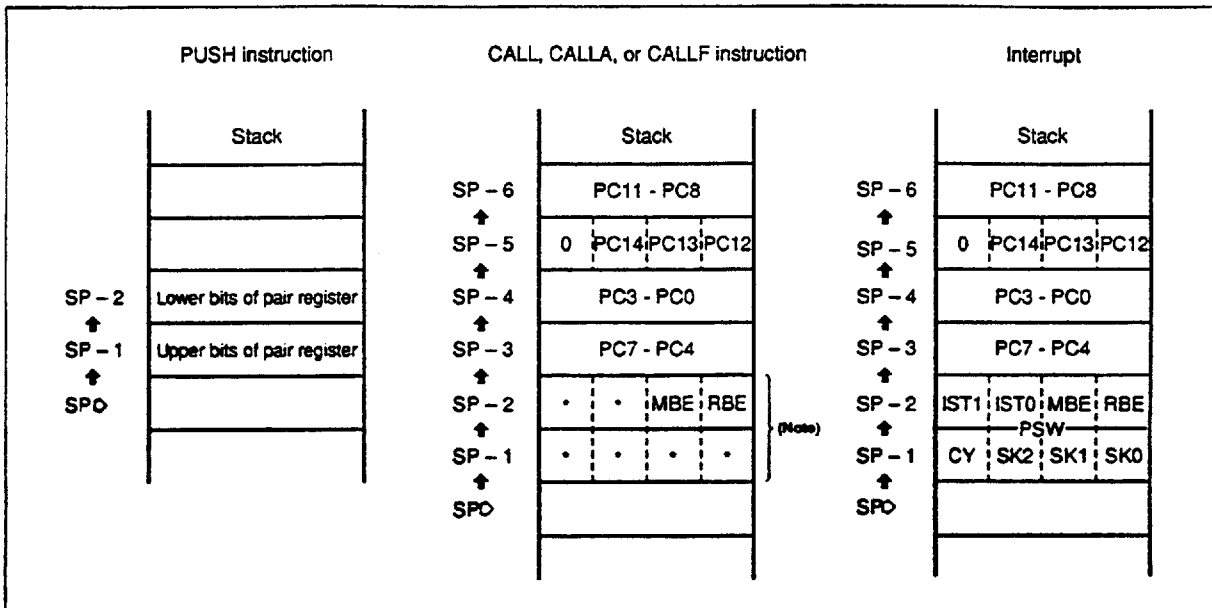 PUSH instruction
Stack
SP – 2 Lower bits of pair register
SP – 1 Upper bits of pair register
SP
CALL, CALLA, or CALLF instruction
Stack
SP – 6 PC11 - PC8
SP – 5 0 PC14 PC13 PC12
SP – 4 PC3 - PC0
SP – 3 PC7 - PC4
SP – 2 • • MBE RBE
(Note)
SP – 1 • • • •
SP
Interrupt
Stack
SP – 6 PC11 - PC8
SP – 5 0 PC14 PC13 PC12
SP – 4 PC3 - PC0
SP – 3 PC7 - PC4
SP – 2 IST1 IST0 MBE RBE
PSW
SP – 1 CY SK2 SK1 SK0
SP